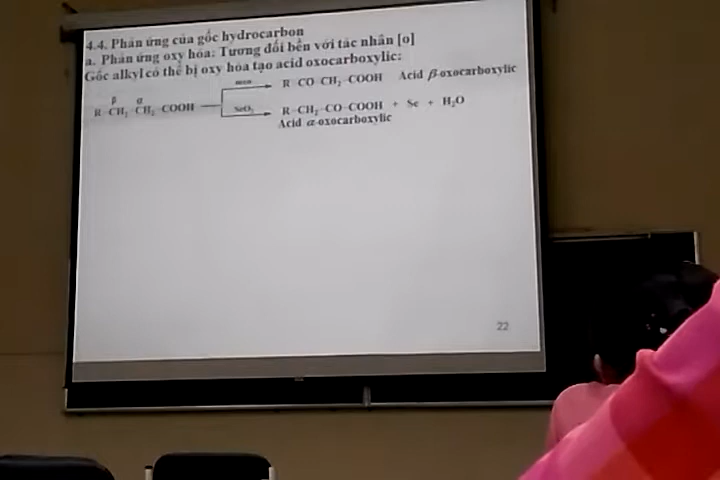 4.4. Phản ứng của gốc hydrocarbon
a. Phản ứng oxy hóa: Tương đối bền với tác nhân [o]
Gốc alkyl có thể bị oxy hóa tạo acid oxocarboxylic:
R-CO-CH₂-COOH Acid β-oxocarboxylic
β α
R-CH₂-CH₂-COOH
SeO₂
R-CH₂-CO-COOH + Se + H₂O
Acid α-oxocarboxylic
22